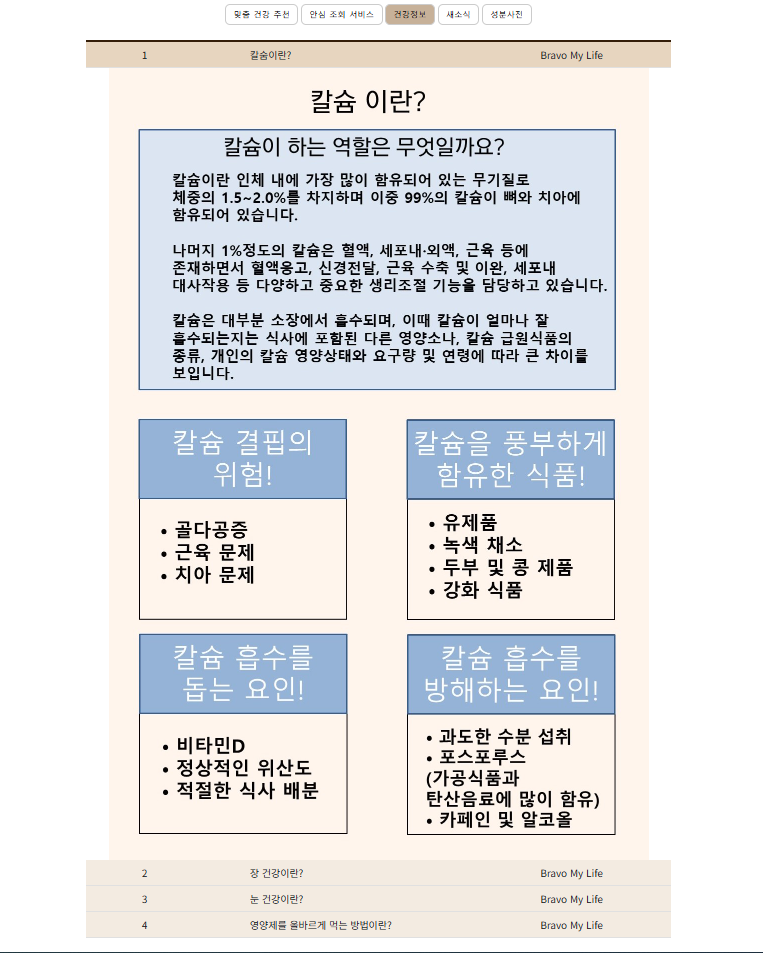 맞춤 건강 추천 안심 조회 서비스 건강정보 새소식 성분사진
1 칼슘이란? Bravo My Life
칼슘 이란?
칼슘이 하는 역할은 무엇일까요?
칼슘이란 인체 내에 가장 많이 함유되어 있는 무기질로
체중의 1.5~2.0%를 차지하며 이중 99%의 칼슘이 뼈와 치아에
함유되어 있습니다.
나머지 1%정도의 칼슘은 혈액, 세포내·외액, 근육 등에
존재하면서 혈액응고, 신경전달, 근육 수축 및 이완, 세포내
대사작용 등 다양하고 중요한 생리조절 기능을 담당하고 있습니다.
칼슘은 대부분 소장에서 흡수되며, 이때 칼슘이 얼마나 잘
흡수되는지는 식사에 포함된 다른 영양소나, 칼슘 급원식품의
중류, 개인의 칼슘 영양상태와 요구량 및 연령에 따라 큰 차이를
보입니다.
칼슘 결핍의
위험!
• 골다공증
• 근육 문제
• 치아 문제
칼슘을 풍부하게
함유한 식품!
• 유제품
• 녹색 채소
• 두부 및 콩 제품
• 강화 식품
칼슘 흡수를
돕는 요인!
• 비타민D
• 정상적인 위산도
• 적절한 식사 배분
칼슘 흡수를
방해하는 요인!
• 과도한 수분 섭취
• 포스포루스
(가공식품과
탄산음료에 많이 함유)
• 카페인 및 알코올
2 장 건강이란? Bravo My Life
3 눈 건강이란? Bravo My Life
4 영양제를 올바르게 먹는 방법이란? Bravo My Life